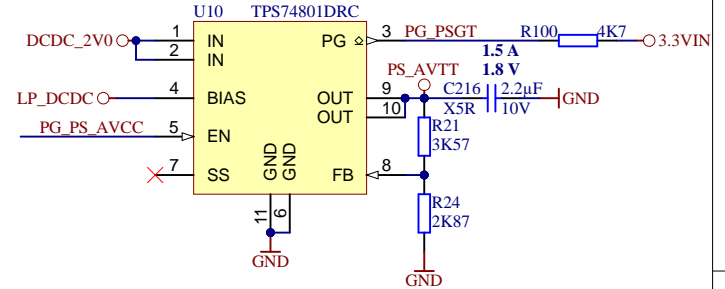 U10 TPS74801DRC
DCDC_2V0
1
IN
2
IN
PG
3
PG_PSGT
R100
4K7
3.3VIN
1.5 A
1.8 V
PS_AVTT
LP_DCDC
4
BIAS
OUT
9
OUT
10
C216
2.2µF
X5R
10V
GND
PG_PS_AVCC
5
EN
R21
3K57
7
SS
GND
GND
FB
8
R24
2K87
11
6
GND
GND